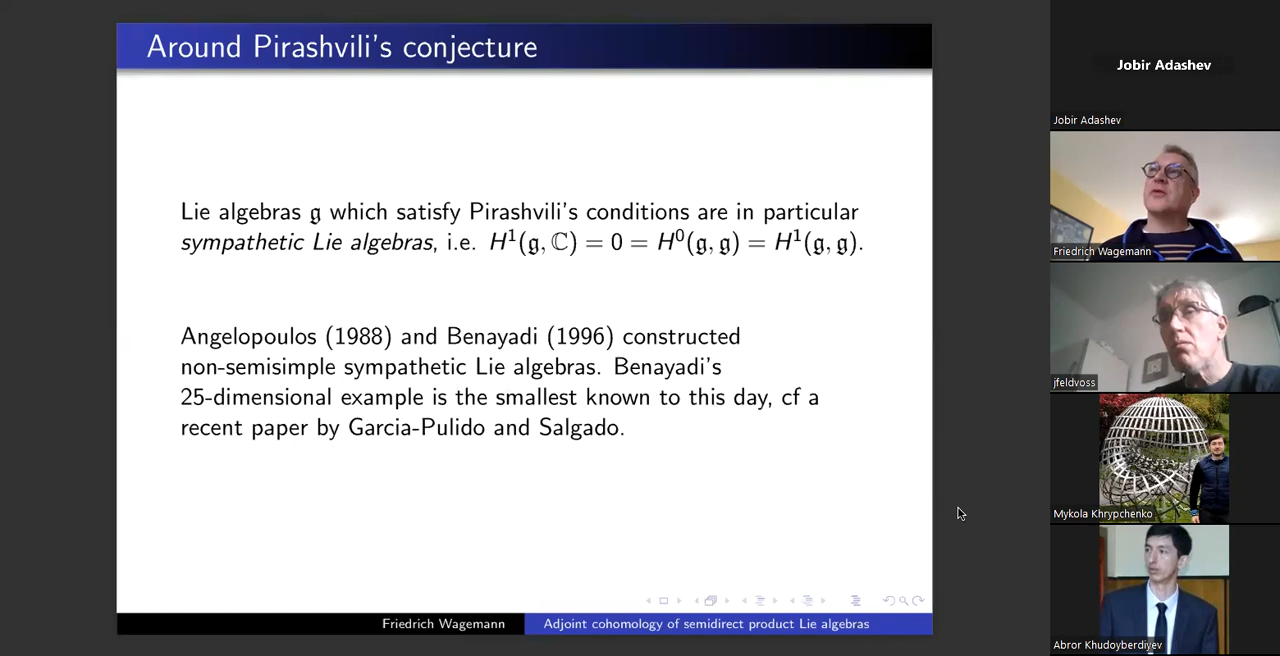 Around Pirashvili's conjecture
Lie algebras 𝔤 which satisfy Pirashvili's conditions are in particular
sympathetic Lie algebras, i.e. H¹(𝔤, ℂ) = 0 = H⁰(𝔤, 𝔤) = H¹(𝔤, 𝔤).
Angelopoulos (1988) and Benayadi (1996) constructed
non-semisimple sympathetic Lie algebras. Benayadi's
25-dimensional example is the smallest known to this day, cf a
recent paper by Garcia-Pulido and Salgado.
Friedrich Wagemann
Adjoint cohomology of semidirect product Lie algebras
Jobir Adashev
Jobir Adashev
Friedrich Wagemann
jfeldvoss
Mykola Khrypchenko
Abror Khudoyberdiyev